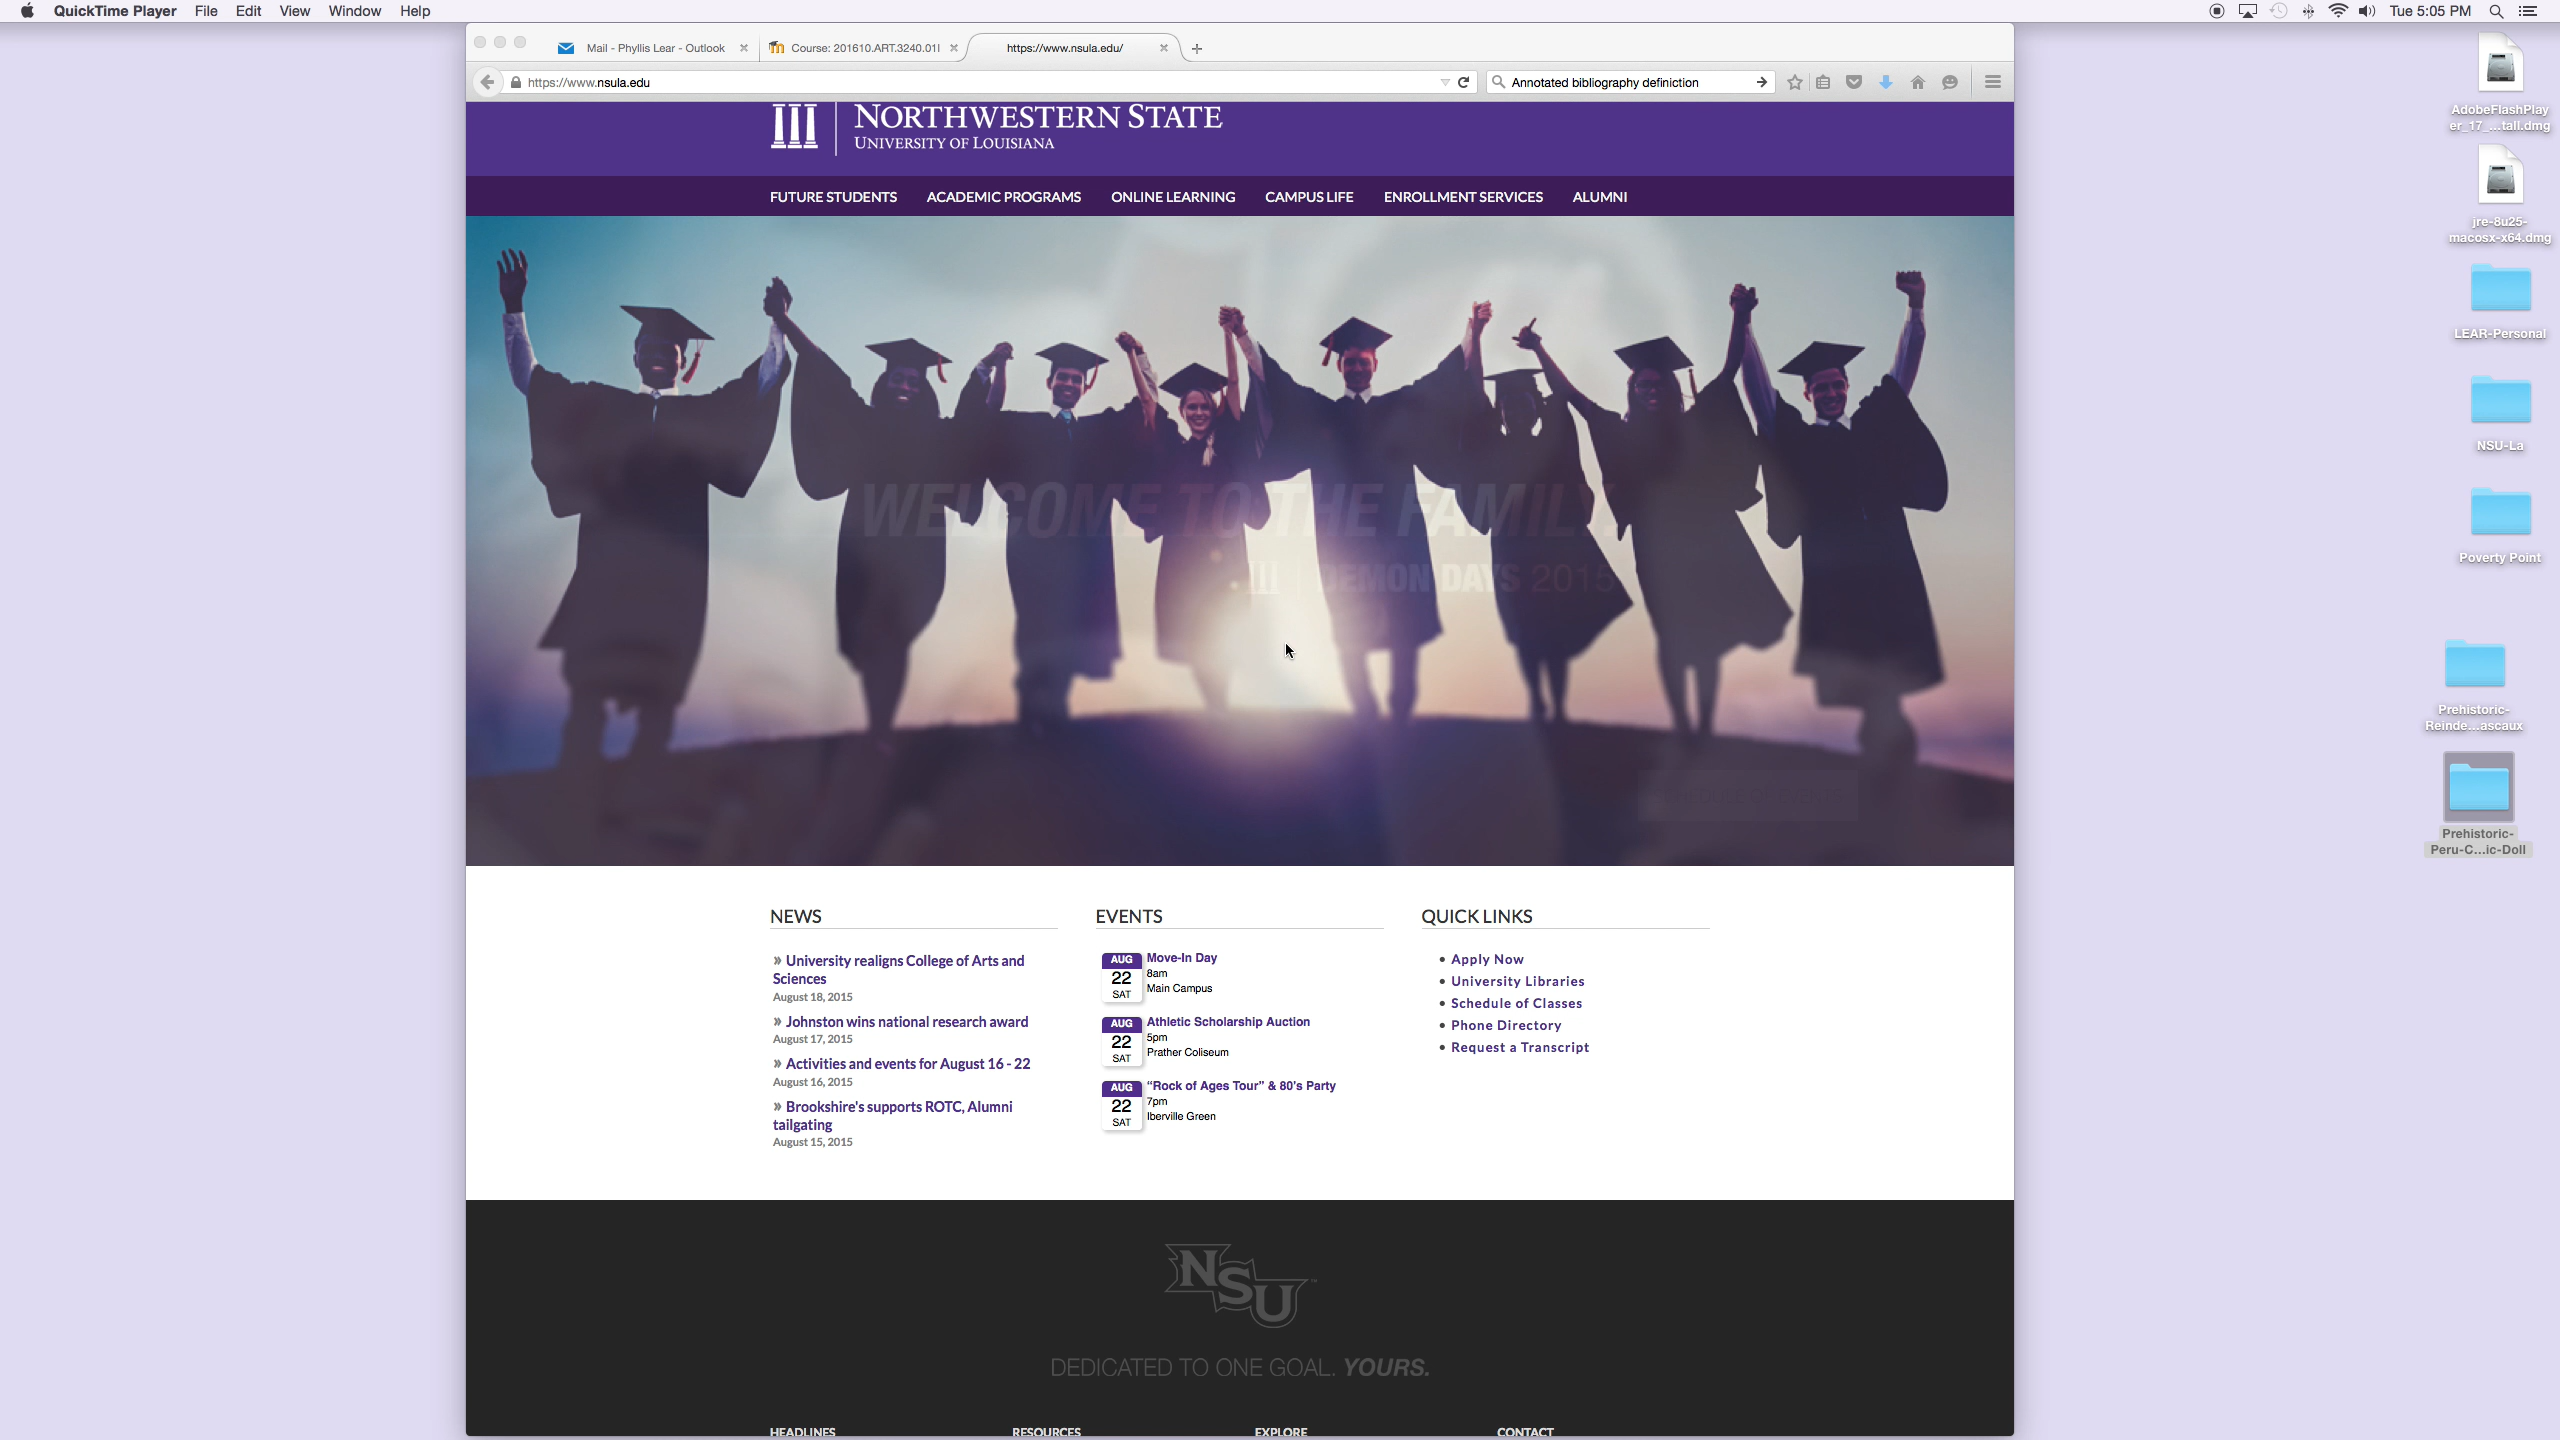 QuickTime Player File Edit View Window Help Tue 5:05 PM
Mail - Phyllis Lear - Outlook
Course: 201610.ART.3240.01I
https://www.nsula.edu/
https://www.nsula.edu
Annotated bibliography definiction
NORTHWESTERN STATE
UNIVERSITY OF LOUISIANA
FUTURE STUDENTS ACADEMIC PROGRAMS ONLINE LEARNING CAMPUS LIFE ENROLLMENT SERVICES ALUMNI
WELCOME TO THE FAMILY.
DEMON DAYS 2015
NEWS
» University realigns College of Arts and
Sciences
August 18, 2015
» Johnston wins national research award
August 17, 2015
» Activities and events for August 16 - 22
August 16, 2015
» Brookshire's supports ROTC, Alumni
tailgating
August 15, 2015
EVENTS
AUG
22
SAT
Move-In Day
8am
Main Campus
AUG
22
SAT
Athletic Scholarship Auction
5pm
Prather Coliseum
AUG
22
SAT
“Rock of Ages Tour” & 80's Party
7pm
Iberville Green
QUICK LINKS
• Apply Now
• University Libraries
• Schedule of Classes
• Phone Directory
• Request a Transcript
NSU
DEDICATED TO ONE GOAL. YOURS.
HEADLINES RESOURCES EXPLORE CONTACT
AdobeFlashPlay
er_17_...tall.dmg
jre-8u25-
macosx-x64.dmg
LEAR-Personal
NSU-La
Poverty Point
Prehistoric-
Reinde...ascaux
Prehistoric-
Peru-C...ic-Doll